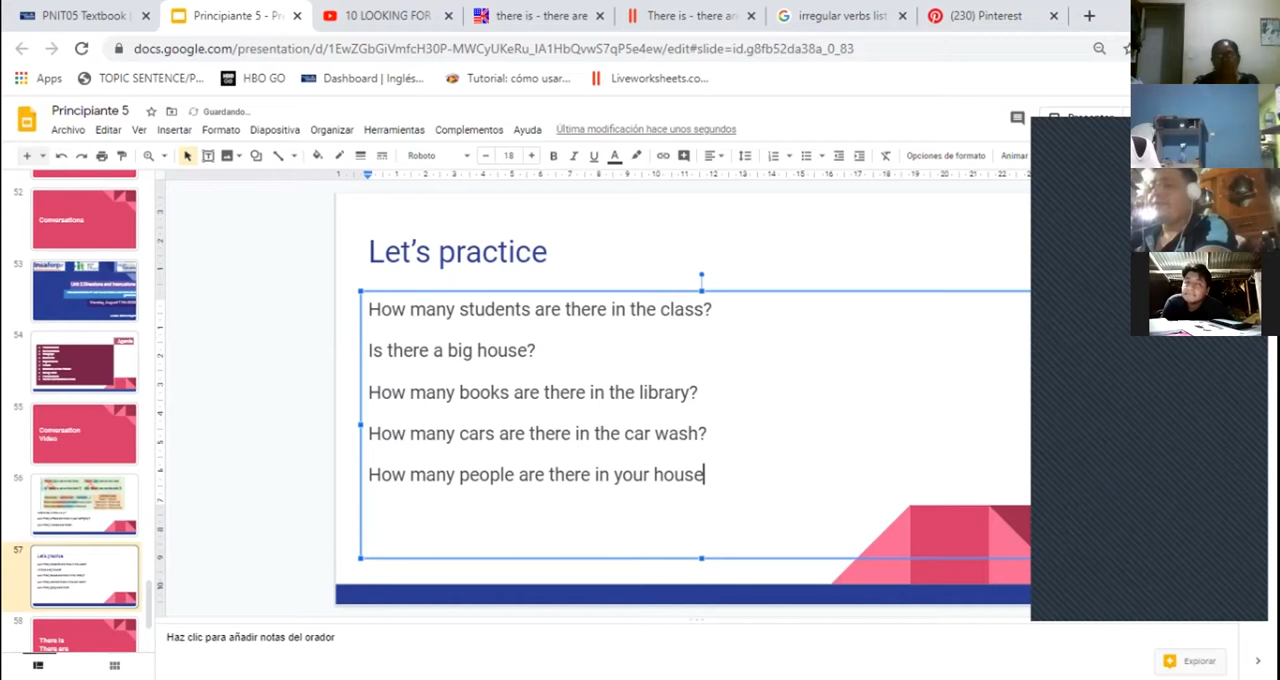 PNIT05 Textbook |
Principiante 5 - P
10 LOOKING FOR
there is - there are
There is - there are
irregular verbs list
(230) Pinterest
docs.google.com/presentation/d/1EwZGbGiVmfcH30P-MWCyUKeRu_IA1HbQvwS7qP5e4ew/edit#slide=id.g8fb52da38a_0_83
Apps TOPIC SENTENCE/P... HBO GO Dashboard | Inglés... Tutorial: cómo usar... Liveworksheets.co...
Principiante 5 Guardando...
Archivo Editar Ver Insertar Formato Diapositiva Organizar Herramientas Complementos Ayuda Última modificación hace unos segundos
Roboto 18 B I U A Opciones de formato Animar
52
Conversations
53
54
55
Conversation
Video
56
57
58
There is
There are
Let's practice
How many students are there in the class?
Is there a big house?
How many books are there in the library?
How many cars are there in the car wash?
How many people are there in your house
Haz clic para añadir notas del orador
Explorar